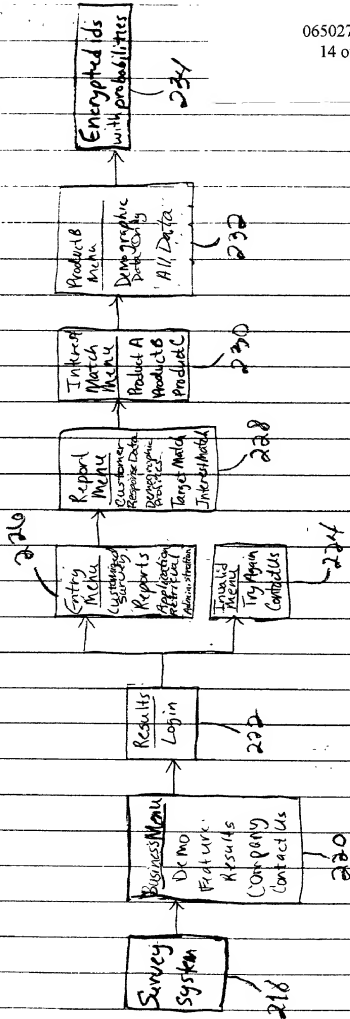 065027
14 o
Survey
System
218
Business Menu
Demo
Feature
Results
Company
Contact Us
220
Results
Login
222
Entry
Menu
Customized
Survey
Reports
Application
Retrieval
Administration
226
Invalid
Menu
Try Again
Contact Us
224
Report
Menu
Customer
Response Data
Demographic
Profiles
Target Match
Interest Match
228
Interest
Match
Menu
Product A
Product B
Product C
230
Product B
Menu
Demographic
Data Only
All Data
232
Encrypted ids
with probabilities
234